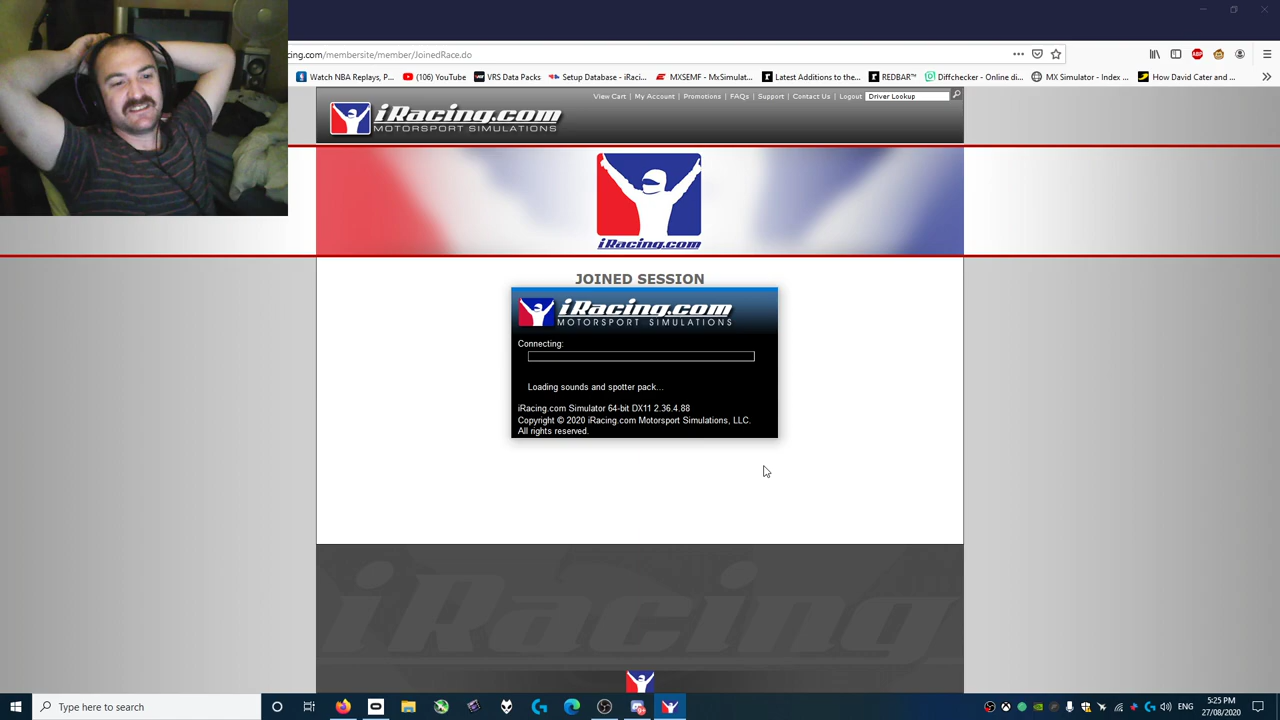 cing.com/membersite/member/JoinedRace.do
Watch NBA Replays, P...
(106) YouTube
VRS Data Packs
Setup Database - iRaci...
MXSEMF - MxSimulat...
Latest Additions to the...
REDBAR™
Diffchecker - Online di...
MX Simulator - Index ...
How David Cater and ...
View Cart | My Account | Promotions | FAQs | Support | Contact Us | Logout
Driver Lookup
iRacing.com
MOTORSPORT SIMULATIONS
iRacing.com
JOINED SESSION
iRacing.com
MOTORSPORT SIMULATIONS
Connecting:
Loading sounds and spotter pack...
iRacing.com Simulator 64-bit DX11 2.36.4.88
Copyright © 2020 iRacing.com Motorsport Simulations, LLC.
All rights reserved.
iRacing
Type here to search
5:25 PM
27/08/2020